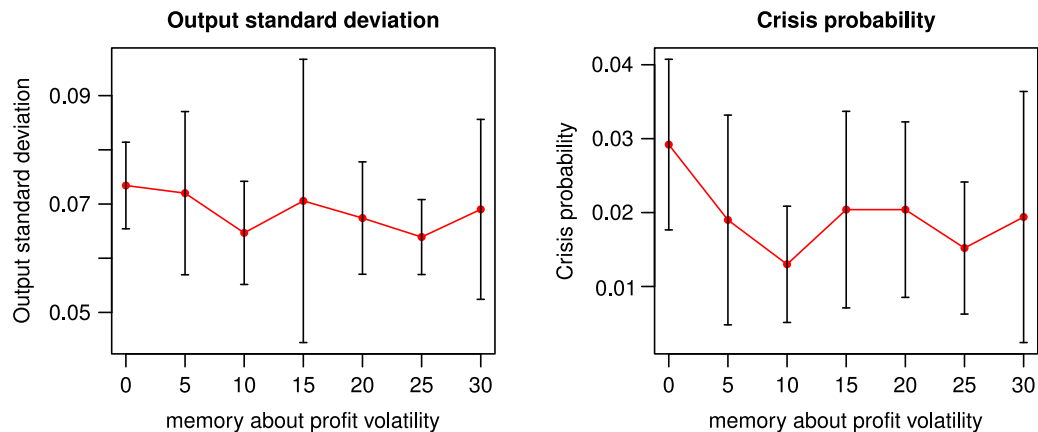 Output standard deviation
Output standard deviation
0.09
0.07
0.05
0 5 10 15 20 25 30
memory about profit volatility
Crisis probability
Crisis probability
0.04
0.03
0.02
0.01
0 5 10 15 20 25 30
memory about profit volatility